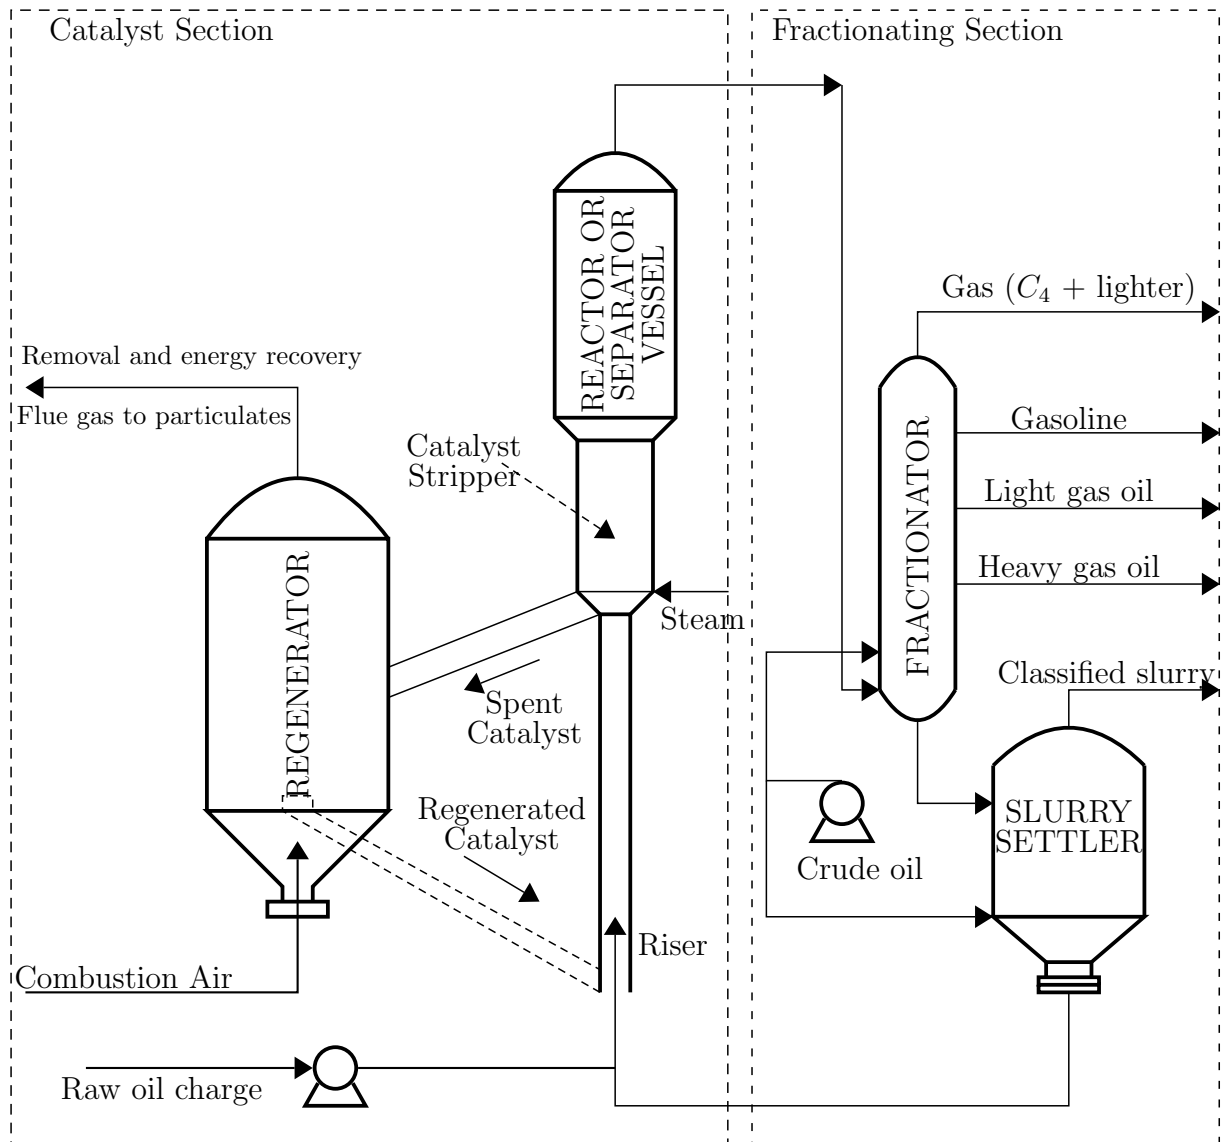 Catalyst Section
Fractionating Section
REACTOR OR
SEPARATOR
VESSEL
Gas (C₄ + lighter)
Removal and energy recovery
Flue gas to particulates
Gasoline
Catalyst
Stripper
Light gas oil
FRACTIONATOR
Heavy gas oil
REGENERATOR
Steam
Classified slurry
Spent
Catalyst
Regenerated
Catalyst
SLURRY
SETTLER
Crude oil
Riser
Combustion Air
Raw oil charge